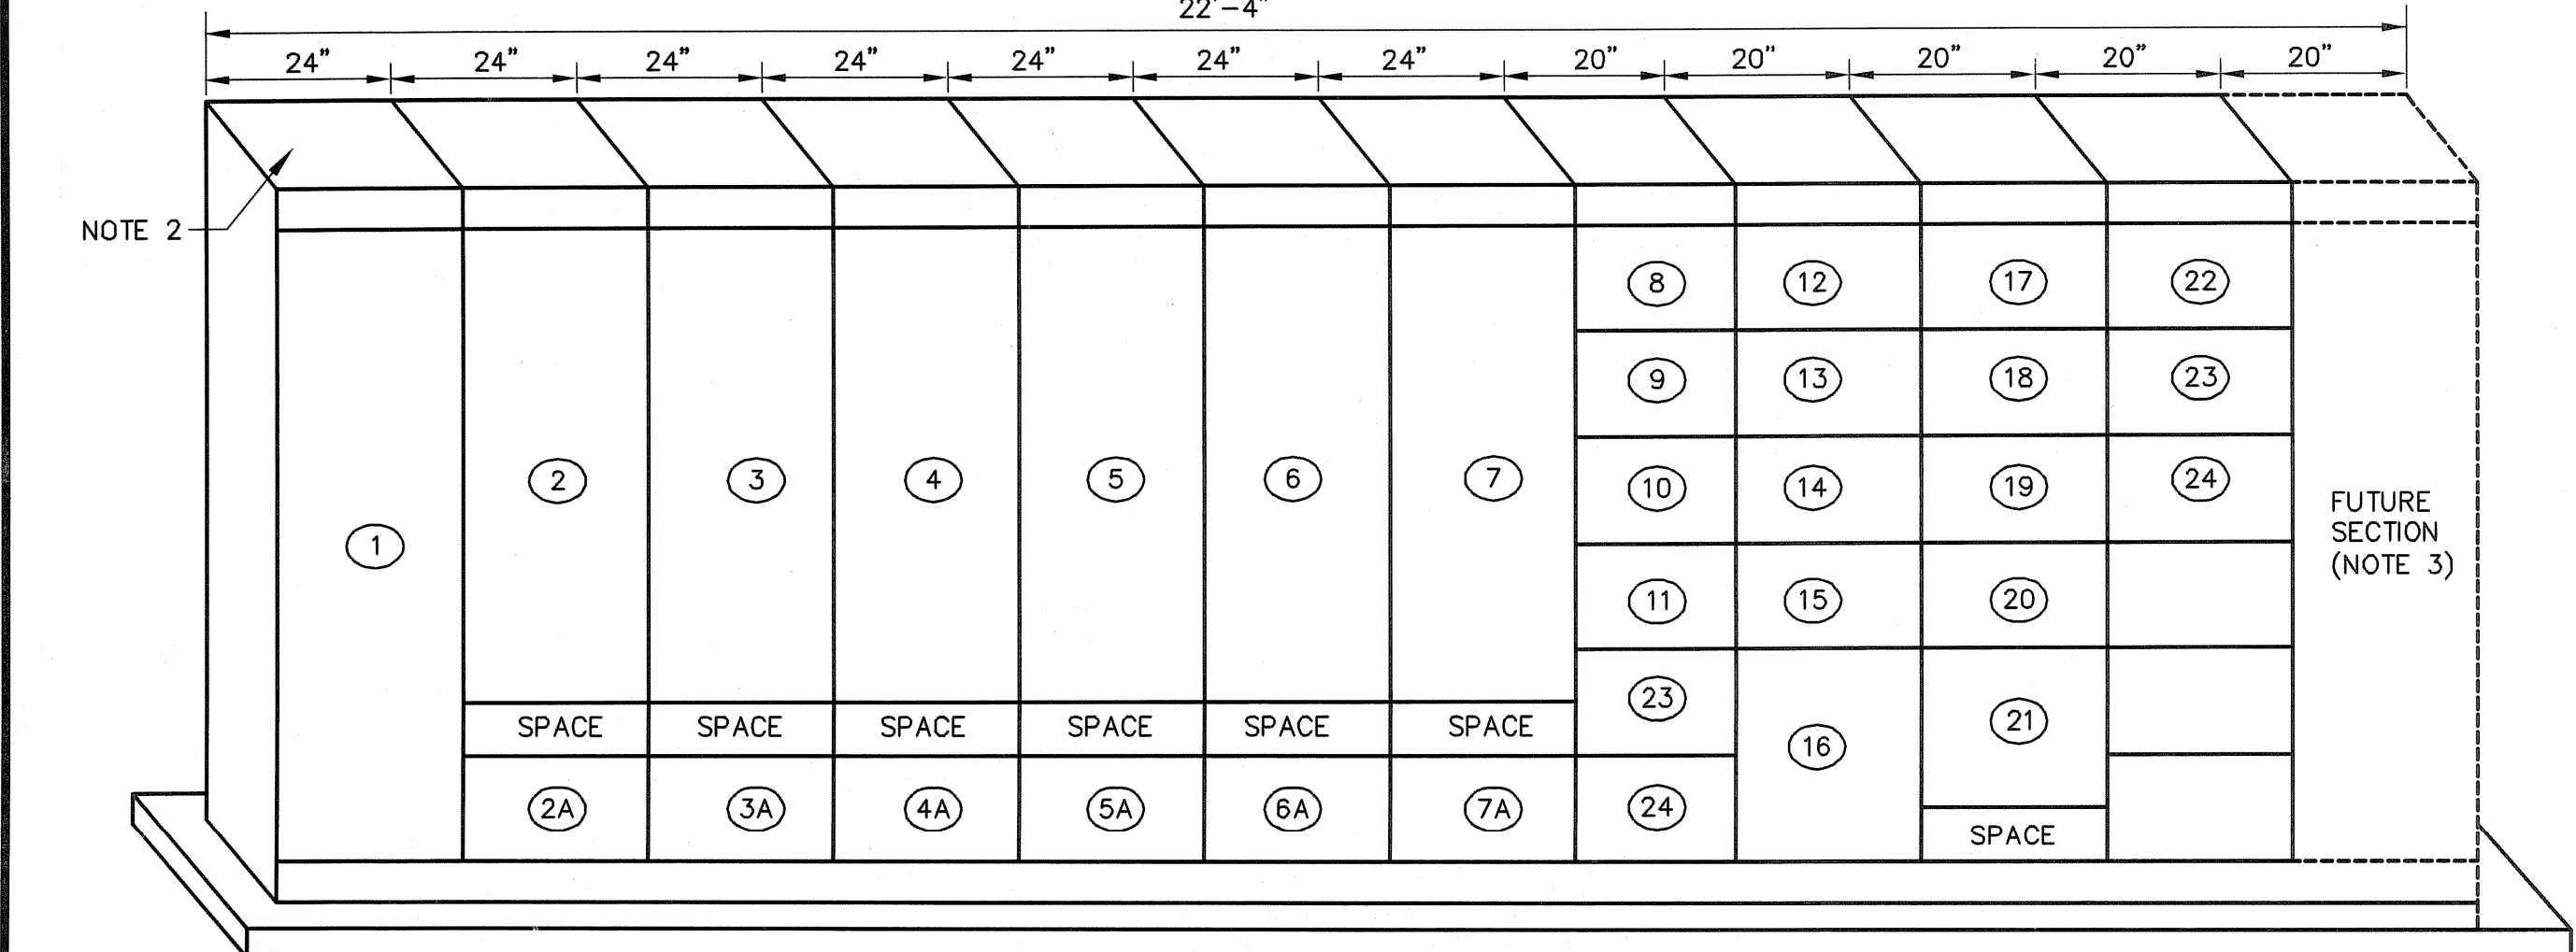 22'-4"
24" 24" 24" 24" 24" 24" 24" 20" 20" 20" 20" 20"
NOTE 2
8 12 17 22
9 13 18 23
2 3 4 5 6 7 10 14 19 24
FUTURE
SECTION
(NOTE 3)
1
11 15 20
23
SPACE SPACE SPACE SPACE SPACE SPACE 21
16
2A 3A 4A 5A 6A 7A 24
SPACE